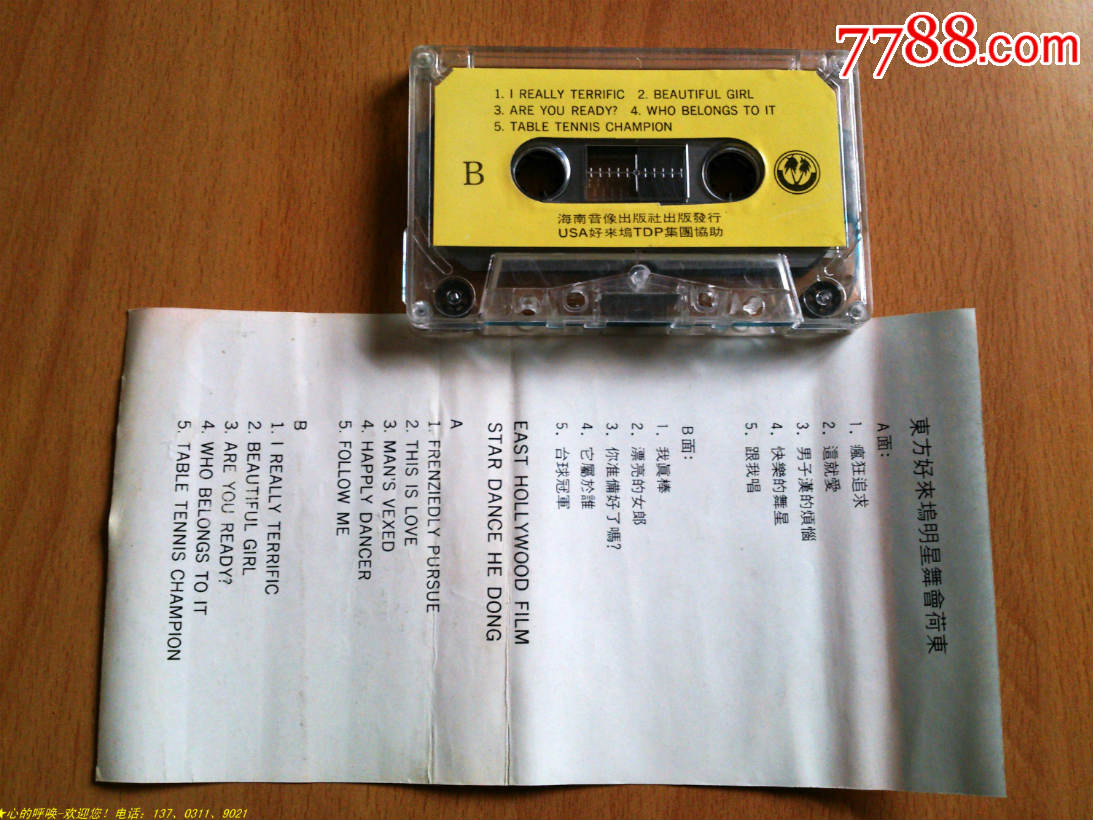 7788.com
1. I REALLY TERRIFIC 2. BEAUTIFUL GIRL
3. ARE YOU READY? 4. WHO BELONGS TO IT
5. TABLE TENNIS CHAMPION
B
海南音像出版社出版發行
USA好來塢TDP集團協助
東方好來塢明星舞會荷東
A面:
1. 瘋狂追求
2. 這就愛
3. 男子漢的煩惱
4. 快樂的舞星
5. 跟我唱
B面:
1. 我真棒
2. 漂亮的女郎
3. 你准備好了嗎?
4. 它屬於誰
5. 台球冠軍
EAST HOLLYWOOD FILM
STAR DANCE HE DONG
A
1. FRENZIEDLY PURSUE
2. THIS IS LOVE
3. MAN'S VEXED
4. HAPPLY DANCER
5. FOLLOW ME
B
1. I REALLY TERRIFIC
2. BEAUTIFUL GIRL
3. ARE YOU READY?
4. WHO BELONGS TO IT
5. TABLE TENNIS CHAMPION
★心的呼唤-欢迎您！电话：137、0311、9021